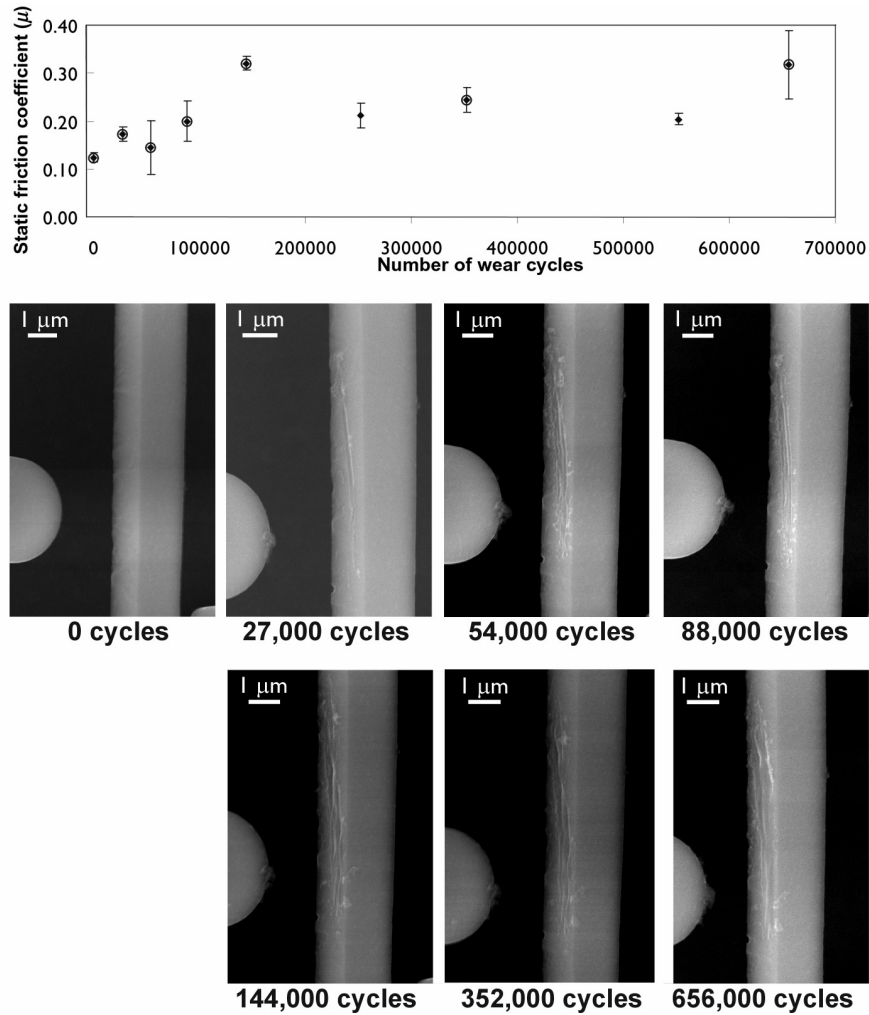 Static friction coefficient (μ)
0.40
0.30
0.20
0.10
0.00
0 100000 200000 300000 400000 500000 600000 700000
Number of wear cycles
1 μm 1 μm 1 μm 1 μm
0 cycles 27,000 cycles 54,000 cycles 88,000 cycles
1 μm 1 μm 1 μm
144,000 cycles 352,000 cycles 656,000 cycles